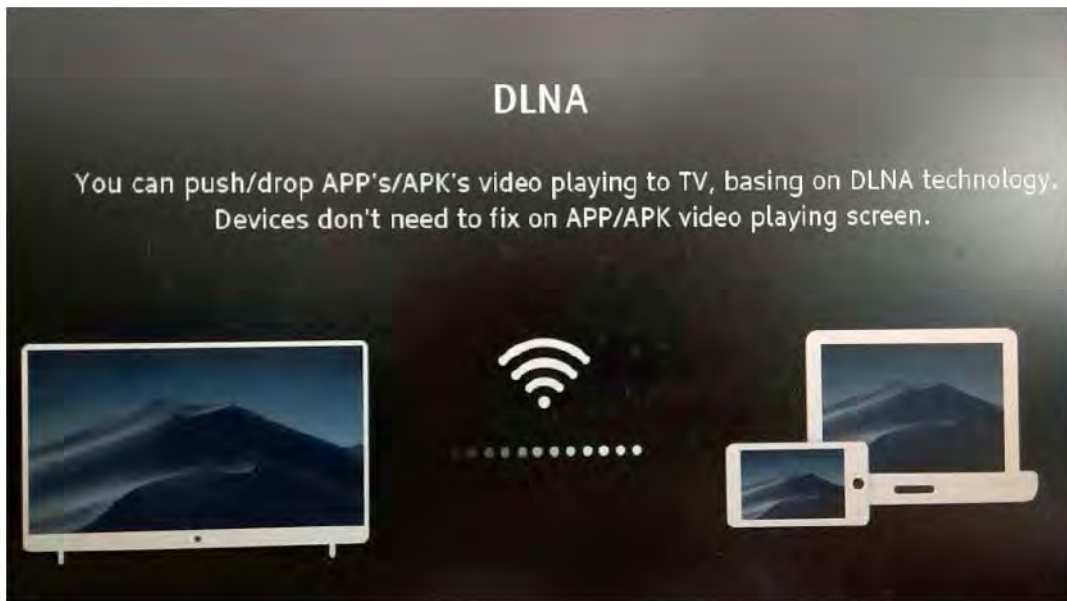 DLNA
You can push/drop APP's/APK's video playing to TV, basing on DLNA technology.
Devices don't need to fix on APP/APK video playing screen.